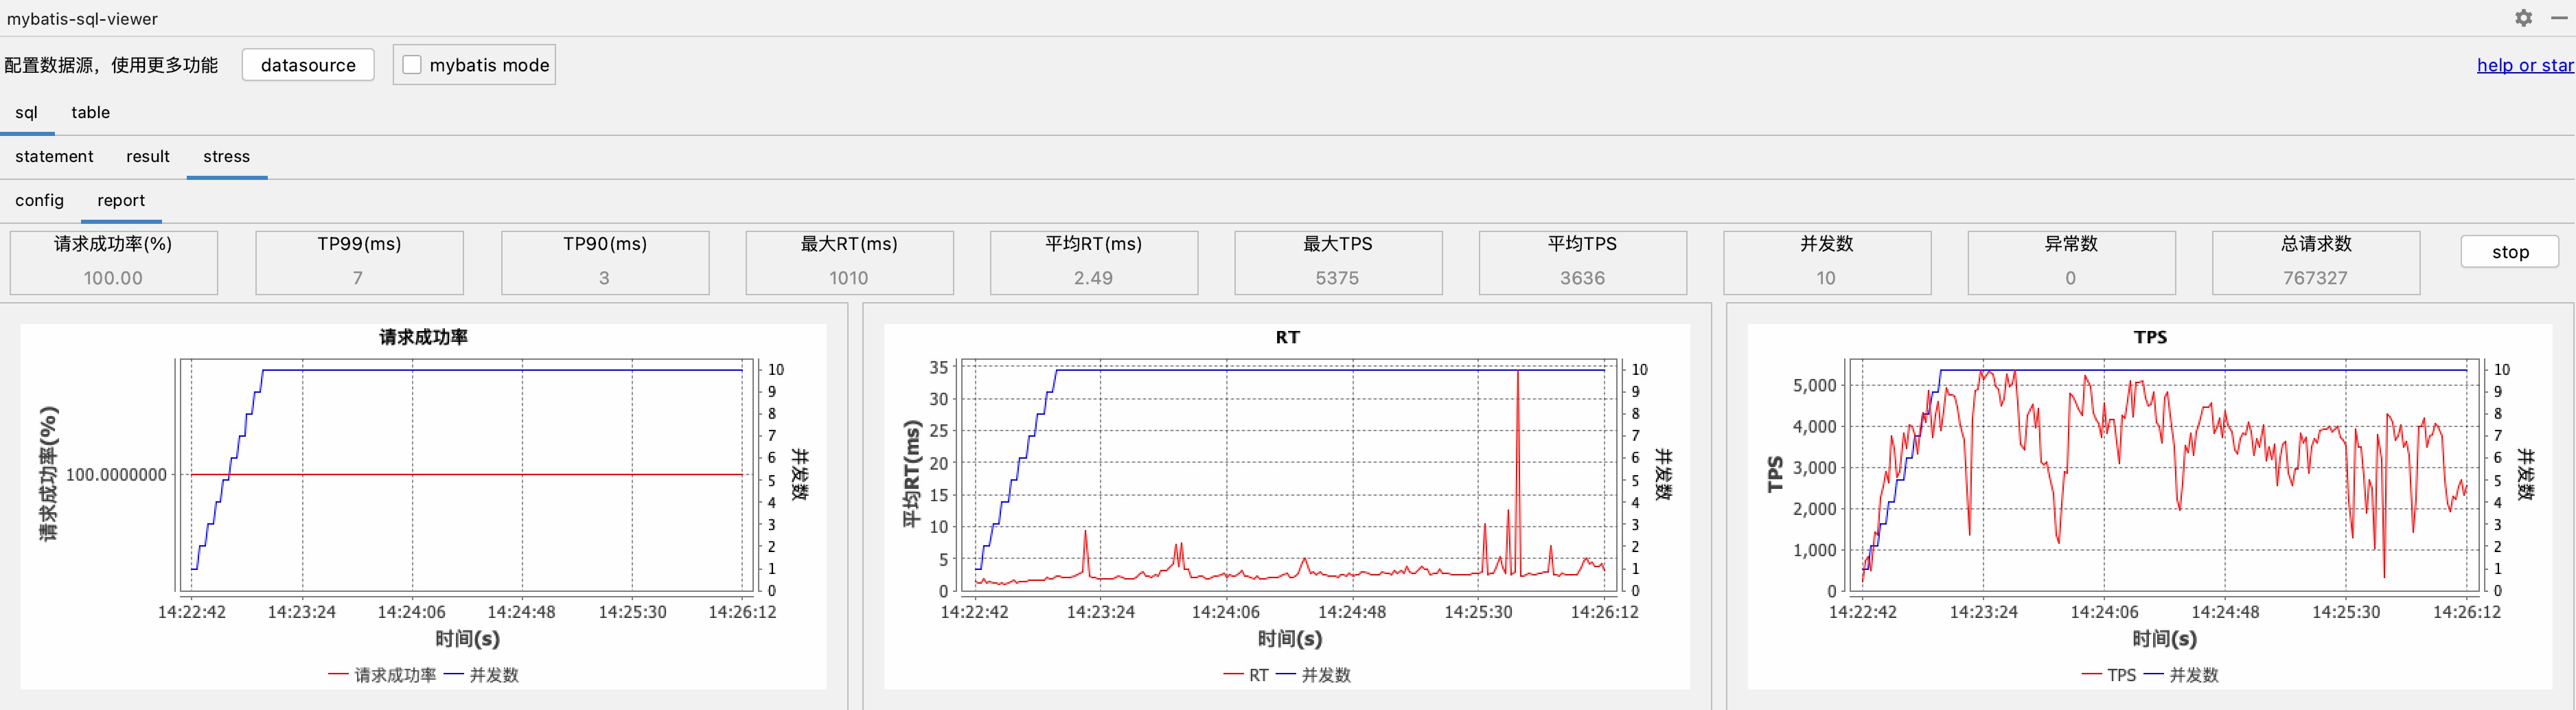 mybatis-sql-viewer
配置数据源，使用更多功能 datasource mybatis mode help or star
sql table
statement result stress
config report
请求成功率(%) TP99(ms) TP90(ms) 最大RT(ms) 平均RT(ms) 最大TPS 平均TPS 并发数 异常数 总请求数 stop
100.00 7 3 1010 2.49 5375 3636 10 0 767327
请求成功率
请求成功率(%)
100.0000000
10
9
8
7
6
5
4
3
2
1
0
并发数
14:22:42 14:23:24 14:24:06 14:24:48 14:25:30 14:26:12
时间(s)
请求成功率 并发数
RT
平均RT(ms)
35
30
25
20
15
10
5
0
10
9
8
7
6
5
4
3
2
1
0
并发数
14:22:42 14:23:24 14:24:06 14:24:48 14:25:30 14:26:12
时间(s)
RT 并发数
TPS
TPS
5,000
4,000
3,000
2,000
1,000
0
10
9
8
7
6
5
4
3
2
1
0
并发数
14:22:42 14:23:24 14:24:06 14:24:48 14:25:30 14:26:12
时间(s)
TPS 并发数